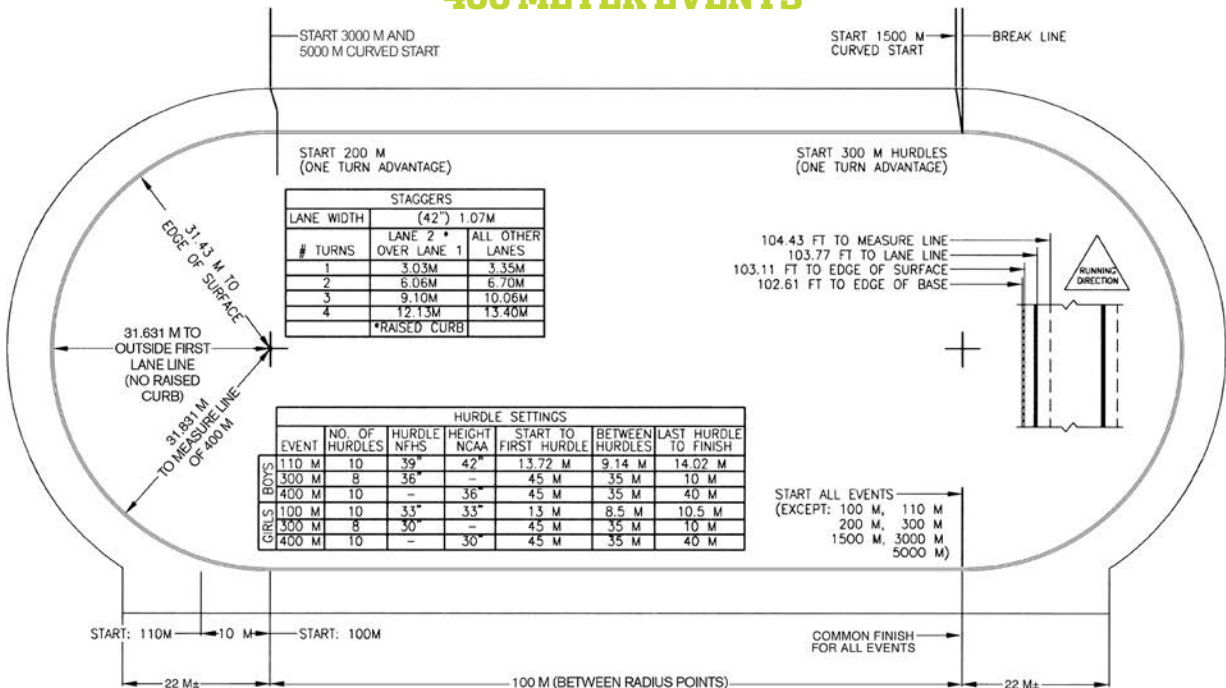 400 METER EVENTS
START 3000 M AND
5000 M CURVED START
START 1500 M
CURVED START
BREAK LINE
START 200 M
(ONE TURN ADVANTAGE)
START 300 M HURDLES
(ONE TURN ADVANTAGE)
STAGGERS
LANE WIDTH (42") 1.07M
# TURNS LANE 2 * OVER LANE 1 ALL OTHER LANES
1 3.03M 3.35M
2 6.06M 6.70M
3 9.10M 10.06M
4 12.13M 13.40M
*RAISED CURB
31.43 M TO
EDGE OF SURFACE
31.631 M TO
OUTSIDE FIRST
LANE LINE
(NO RAISED
CURB)
31.831 M
TO MEASURE LINE
OF 400 M
104.43 FT TO MEASURE LINE
103.77 FT TO LANE LINE
103.11 FT TO EDGE OF SURFACE
102.61 FT TO EDGE OF BASE
RUNNING
DIRECTION
HURDLE SETTINGS
EVENT NO. OF HURDLES HURDLE NFHS HEIGHT NCAA START TO FIRST HURDLE BETWEEN HURDLES LAST HURDLE TO FINISH
BOYS
110 M 10 39" 42" 13.72 M 9.14 M 14.02 M
300 M 8 36" - 45 M 35 M 10 M
400 M 10 - 36" 45 M 35 M 40 M
GIRLS
100 M 10 33" 33" 13 M 8.5 M 10.5 M
300 M 8 30" - 45 M 35 M 10 M
400 M 10 - 30" 45 M 35 M 40 M
START ALL EVENTS
(EXCEPT: 100 M, 110 M
200 M, 300 M
1500 M, 3000 M
5000 M)
START: 110M 10 M START: 100M
COMMON FINISH
FOR ALL EVENTS
22 M± 100 M (BETWEEN RADIUS POINTS) 22 M±